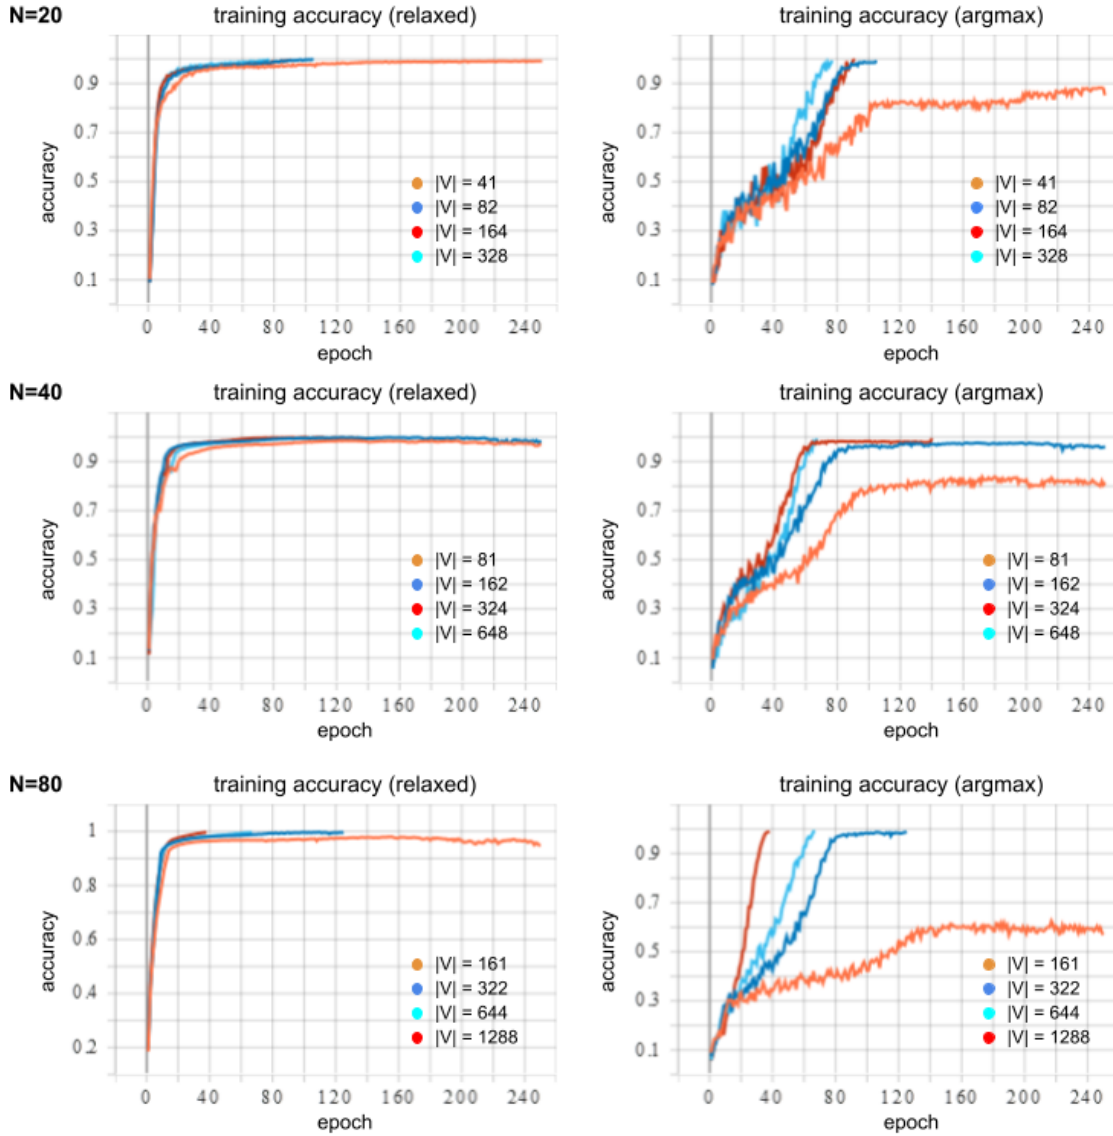 N=20
training accuracy (relaxed)
training accuracy (argmax)
0.9
0.7
0.5
0.3
0.1
accuracy
|V| = 41
|V| = 82
|V| = 164
|V| = 328
0 40 80 120 160 200 240
epoch
0.9
0.7
0.5
0.3
0.1
accuracy
|V| = 41
|V| = 82
|V| = 164
|V| = 328
0 40 80 120 160 200 240
epoch
N=40
training accuracy (relaxed)
training accuracy (argmax)
0.9
0.7
0.5
0.3
0.1
accuracy
|V| = 81
|V| = 162
|V| = 324
|V| = 648
0 40 80 120 160 200 240
epoch
0.9
0.7
0.5
0.3
0.1
accuracy
|V| = 81
|V| = 162
|V| = 324
|V| = 648
0 40 80 120 160 200 240
epoch
N=80
training accuracy (relaxed)
training accuracy (argmax)
1
0.8
0.6
0.4
0.2
accuracy
|V| = 161
|V| = 322
|V| = 644
|V| = 1288
0 40 80 120 160 200 240
epoch
0.9
0.7
0.5
0.3
0.1
accuracy
|V| = 161
|V| = 322
|V| = 644
|V| = 1288
0 40 80 120 160 200 240
epoch